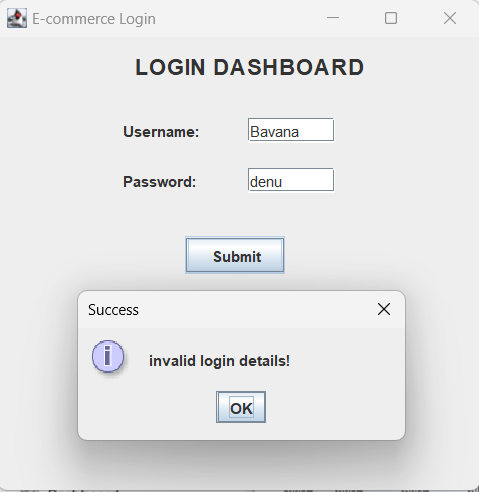 E-commerce Login
LOGIN DASHBOARD
Username: Bavana
Password: denu
Submit
Success
invalid login details!
OK